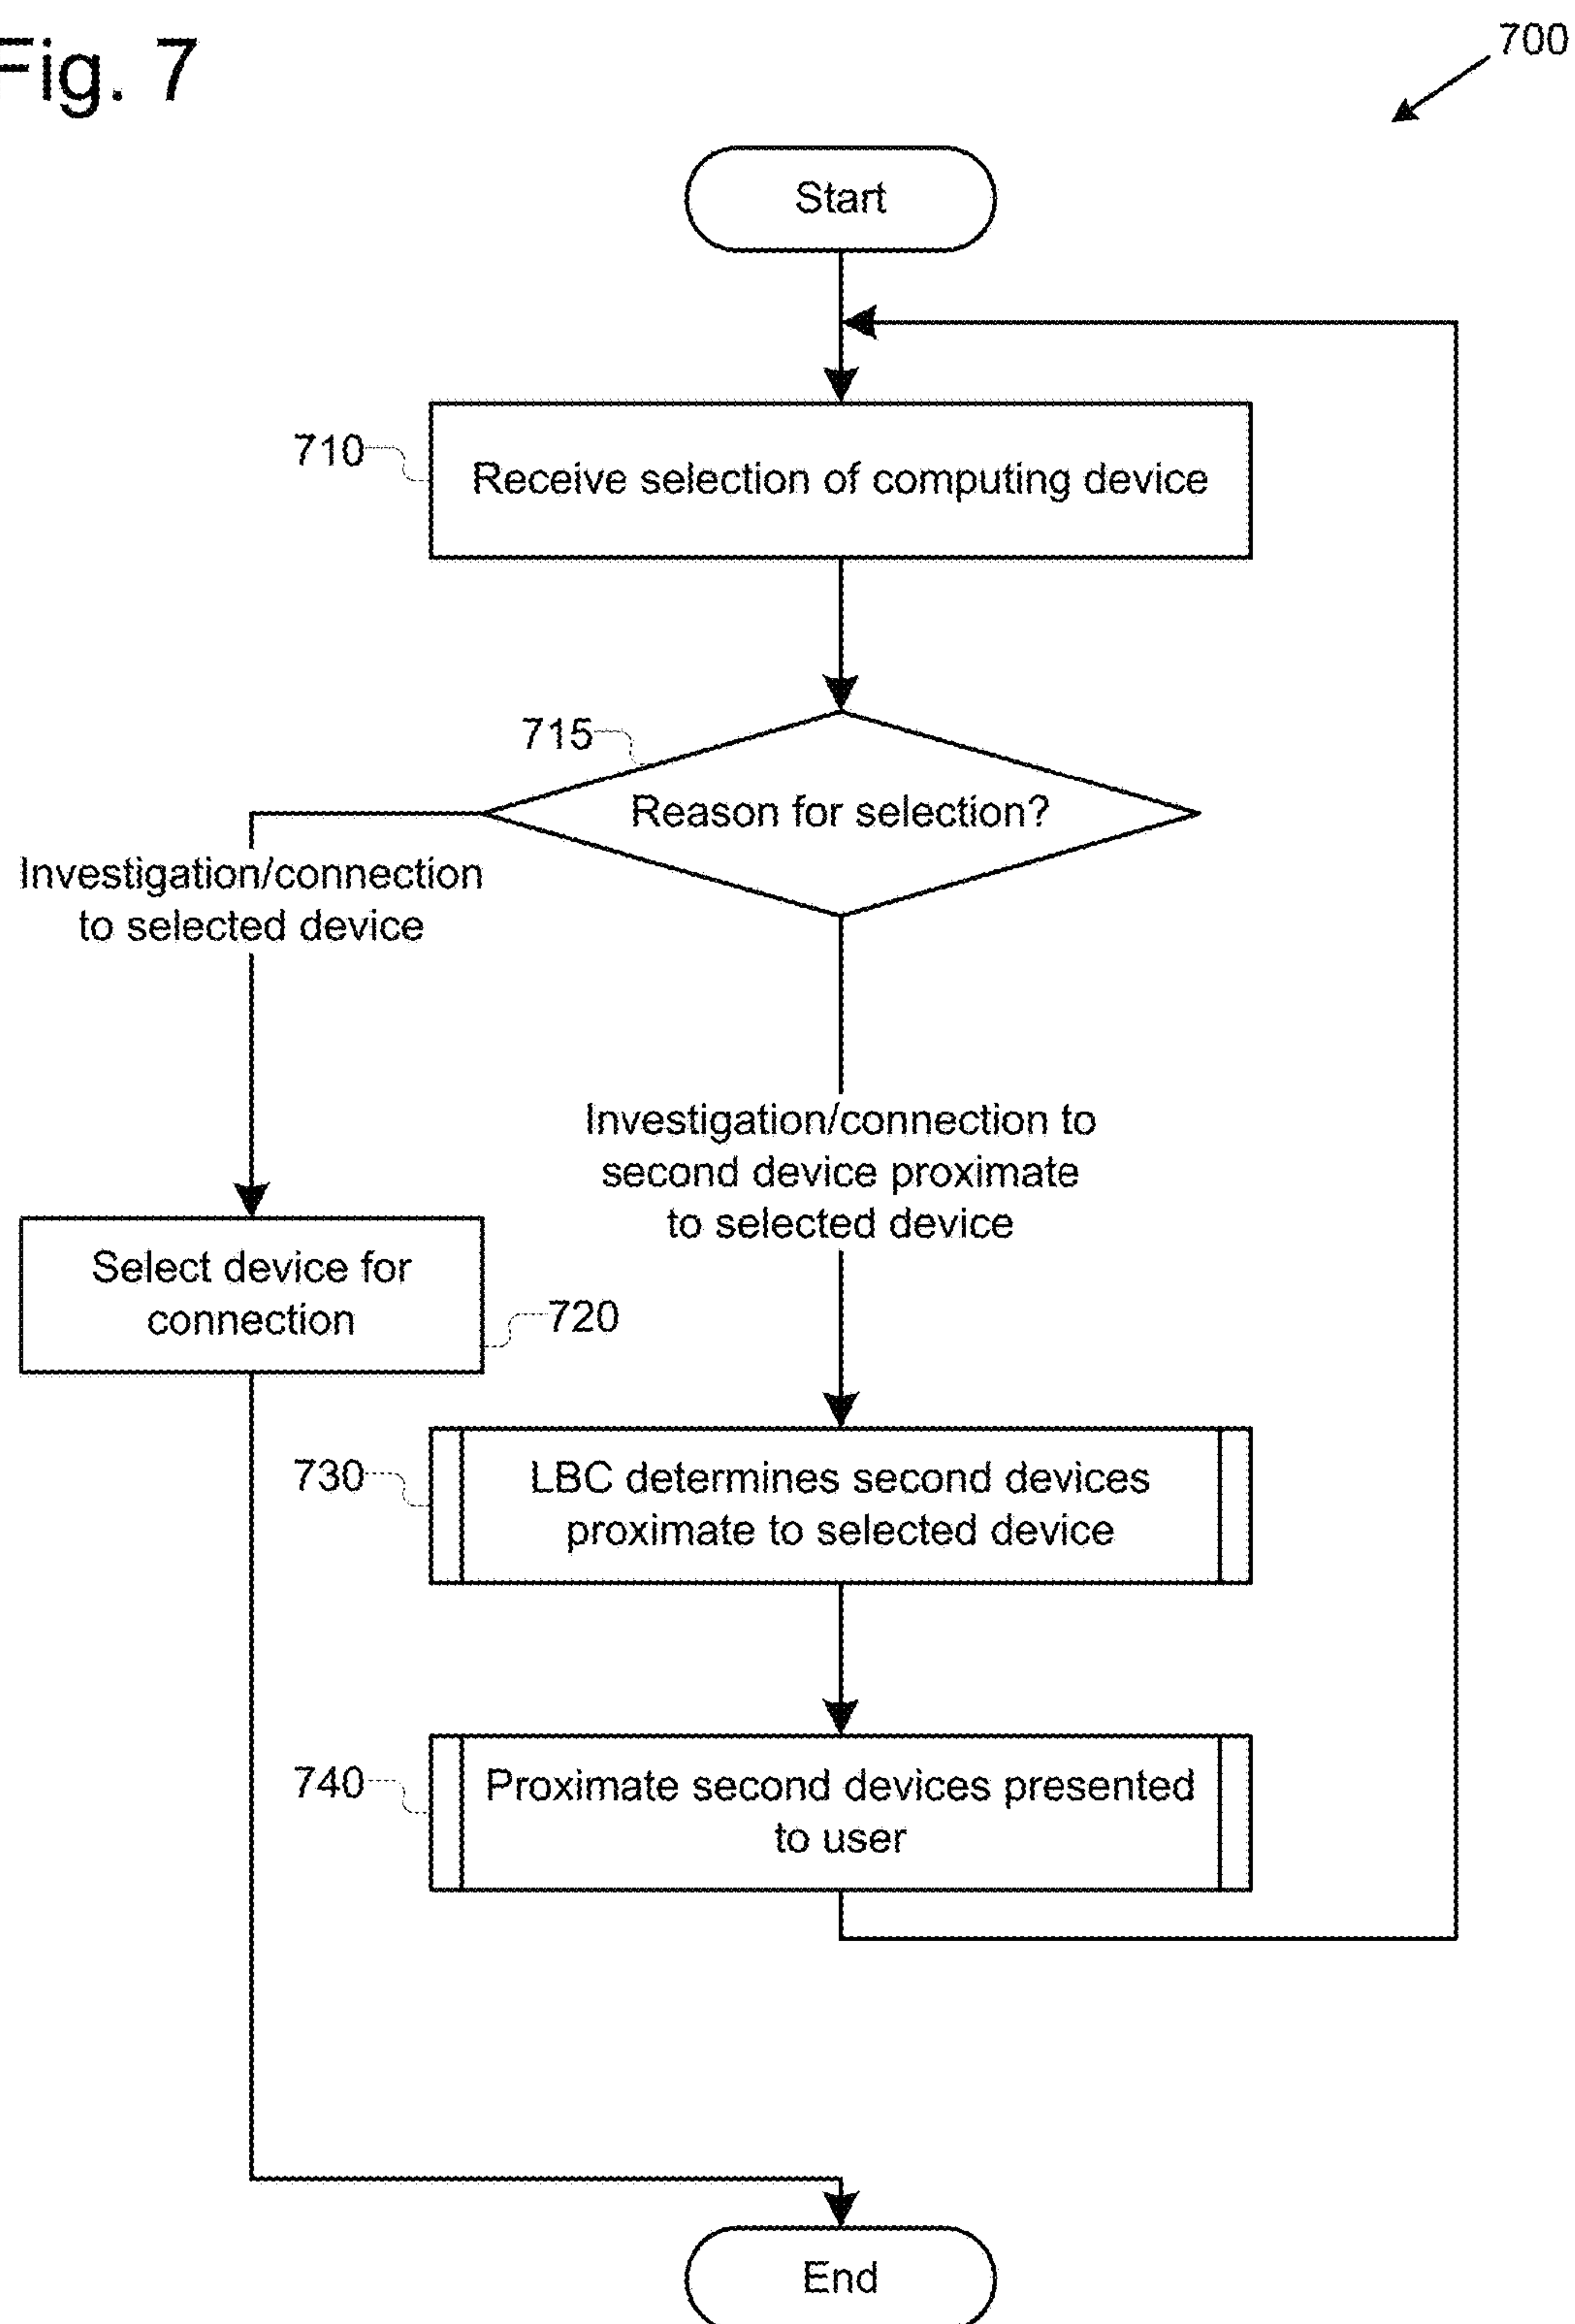 Fig. 7
700
Start
710
Receive selection of computing device
715
Reason for selection?
Investigation/connection
to selected device
Investigation/connection to
second device proximate
to selected device
Select device for
connection
720
730
LBC determines second devices
proximate to selected device
740
Proximate second devices presented
to user
End